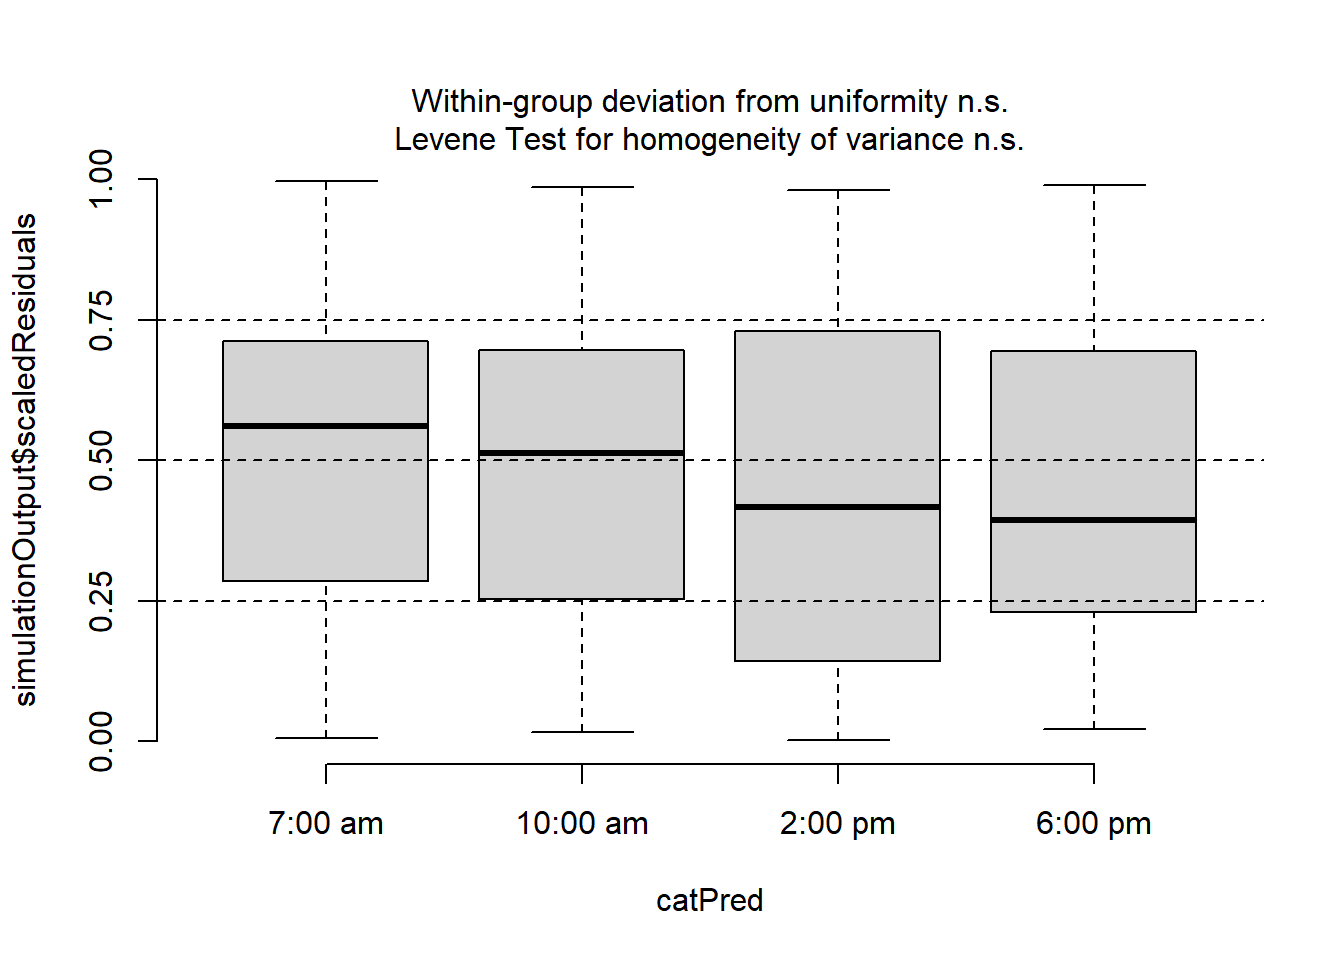 Within-group deviation from uniformity n.s.
Levene Test for homogeneity of variance n.s.
simulationOutput$scaledResiduals
1.00
0.75
0.50
0.25
0.00
7:00 am
10:00 am
2:00 pm
6:00 pm
catPred